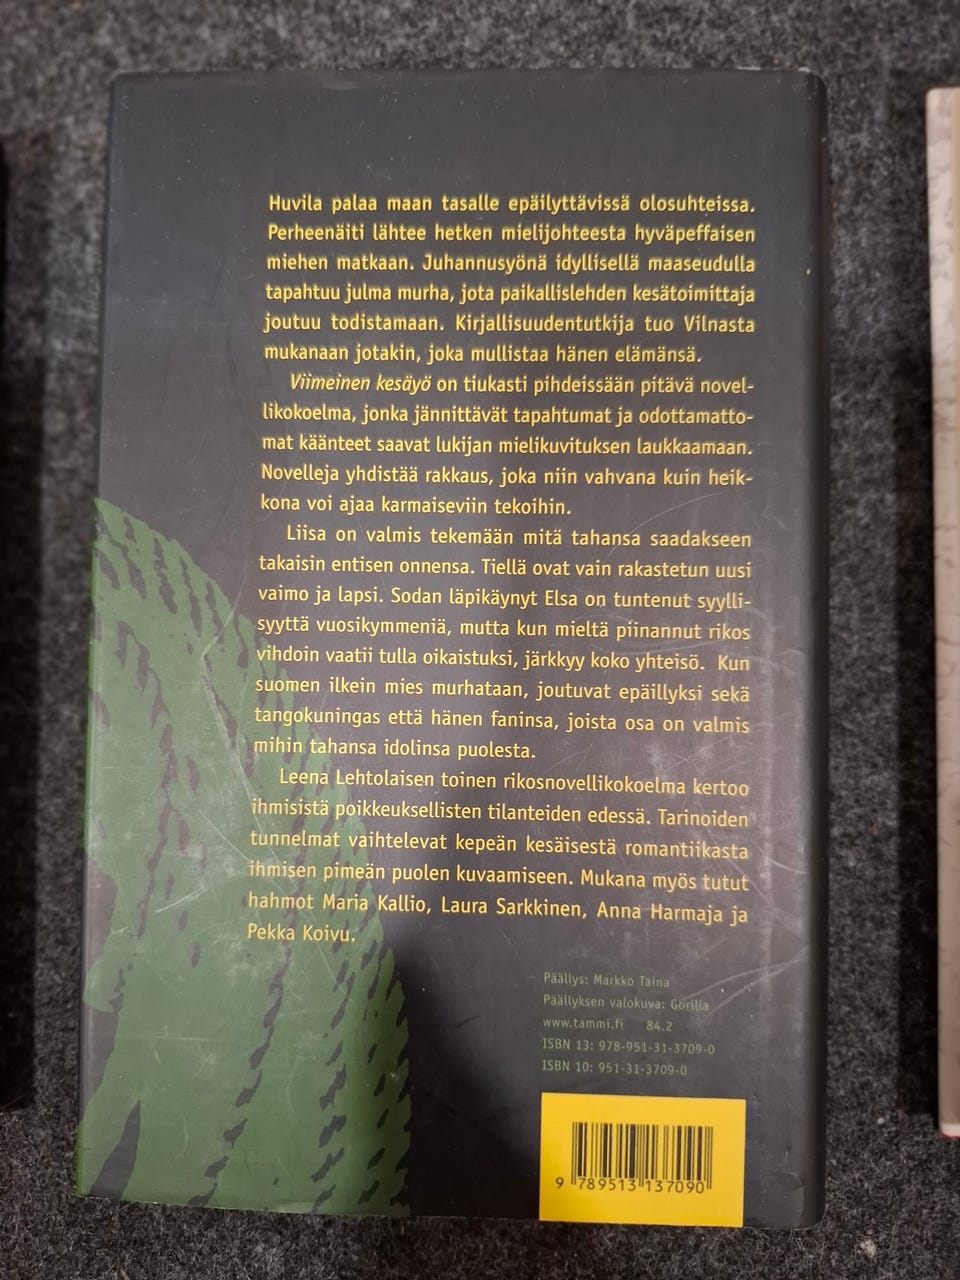 Huvila palaa maan tasalle epäilyttävissä olosuhteissa.
Perheenäiti lähtee hetken mielijohteesta hyväpeffaisen
miehen matkaan. Juhannusyönä idyllisellä maaseudulla
tapahtuu julma murha, jota paikallislehden kesätoimittaja
joutuu todistamaan. Kirjallisuudentutkija tuo Vilnasta
mukanaan jotakin, joka mullistaa hänen elämänsä.
Viimeinen kesäyö on tiukasti pihdeissään pitävä novel-
likokoelma, jonka jännittävät tapahtumat ja odottamatto-
mat käänteet saavat lukijan mielikuvituksen laukkaamaan.
Novelleja yhdistää rakkaus, joka niin vahvana kuin heik-
kona voi ajaa karmaiseviin tekoihin.
Liisa on valmis tekemään mitä tahansa saadakseen
takaisin entisen onnensa. Tiellä ovat vain rakastetun uusi
vaimo ja lapsi. Sodan läpikäynyt Elsa on tuntenut syylli-
syyttä vuosikymmeniä, mutta kun mieltä piinannut rikos
vihdoin vaatii tulla oikaistuksi, järkkyy koko yhteisö. Kun
suomen ilkein mies murhataan, joutuvat epäillyksi sekä
tangokuningas että hänen faninsa, joista osa on valmis
mihin tahansa idolinsa puolesta.
Leena Lehtolaisen toinen rikosnovellikokoelma kertoo
ihmisistä poikkeuksellisten tilanteiden edessä. Tarinoiden
tunnelmat vaihtelevat kepeän kesäisestä romantiikasta
ihmisen pimeän puolen kuvaamiseen. Mukana myös tutut
hahmot Maria Kallio, Laura Sarkkinen, Anna Harmaja ja
Pekka Koivu.
Päällys: Markko Taina
Päällyksen valokuva: Gorilla
www.tammi.fi 84.2
ISBN 13: 978-951-31-3709-0
ISBN 10: 951-31-3709-0
9 789513 137090